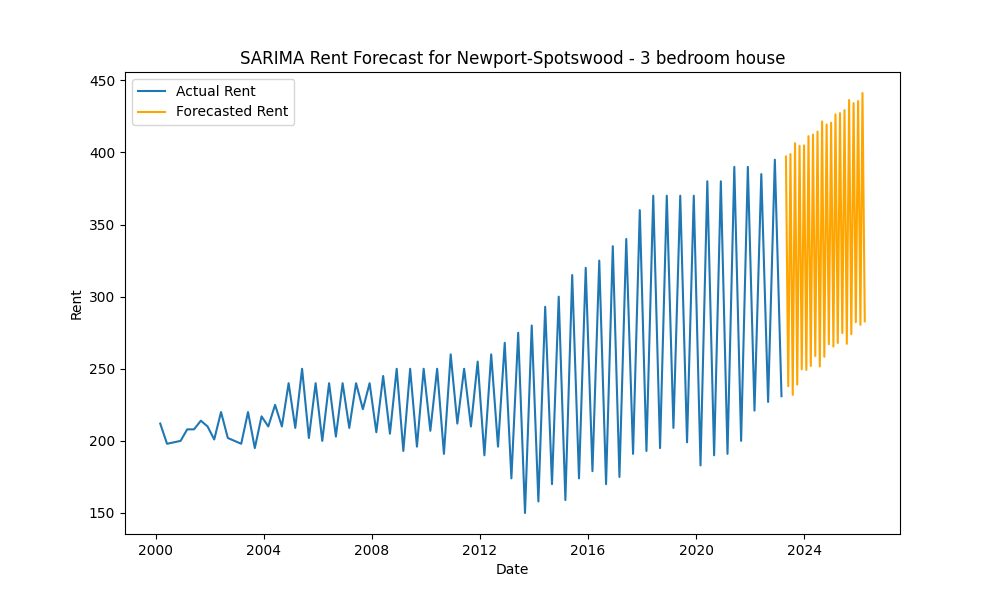 SARIMA Rent Forecast for Newport-Spotswood - 3 bedroom house
Actual Rent
Forecasted Rent
450
400
350
300
250
200
150
Rent
2000 2004 2008 2012 2016 2020 2024
Date